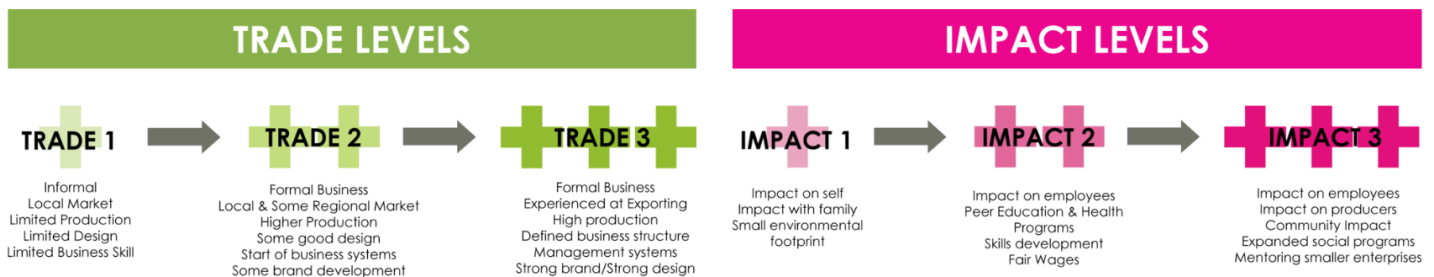 TRADE LEVELS
TRADE 1
Informal
Local Market
Limited Production
Limited Design
Limited Business Skill
TRADE 2
Formal Business
Local & Some Regional Market
Higher Production
Some good design
Start of business systems
Some brand development
TRADE 3
Formal Business
Experienced at Exporting
High production
Defined business structure
Management systems
Strong brand/Strong design
IMPACT LEVELS
IMPACT 1
Impact on self
Impact with family
Small environmental
footprint
IMPACT 2
Impact on employees
Peer Education & Health
Programs
Skills development
Fair Wages
IMPACT 3
Impact on employees
Impact on producers
Community Impact
Expanded social programs
Mentoring smaller enterprises